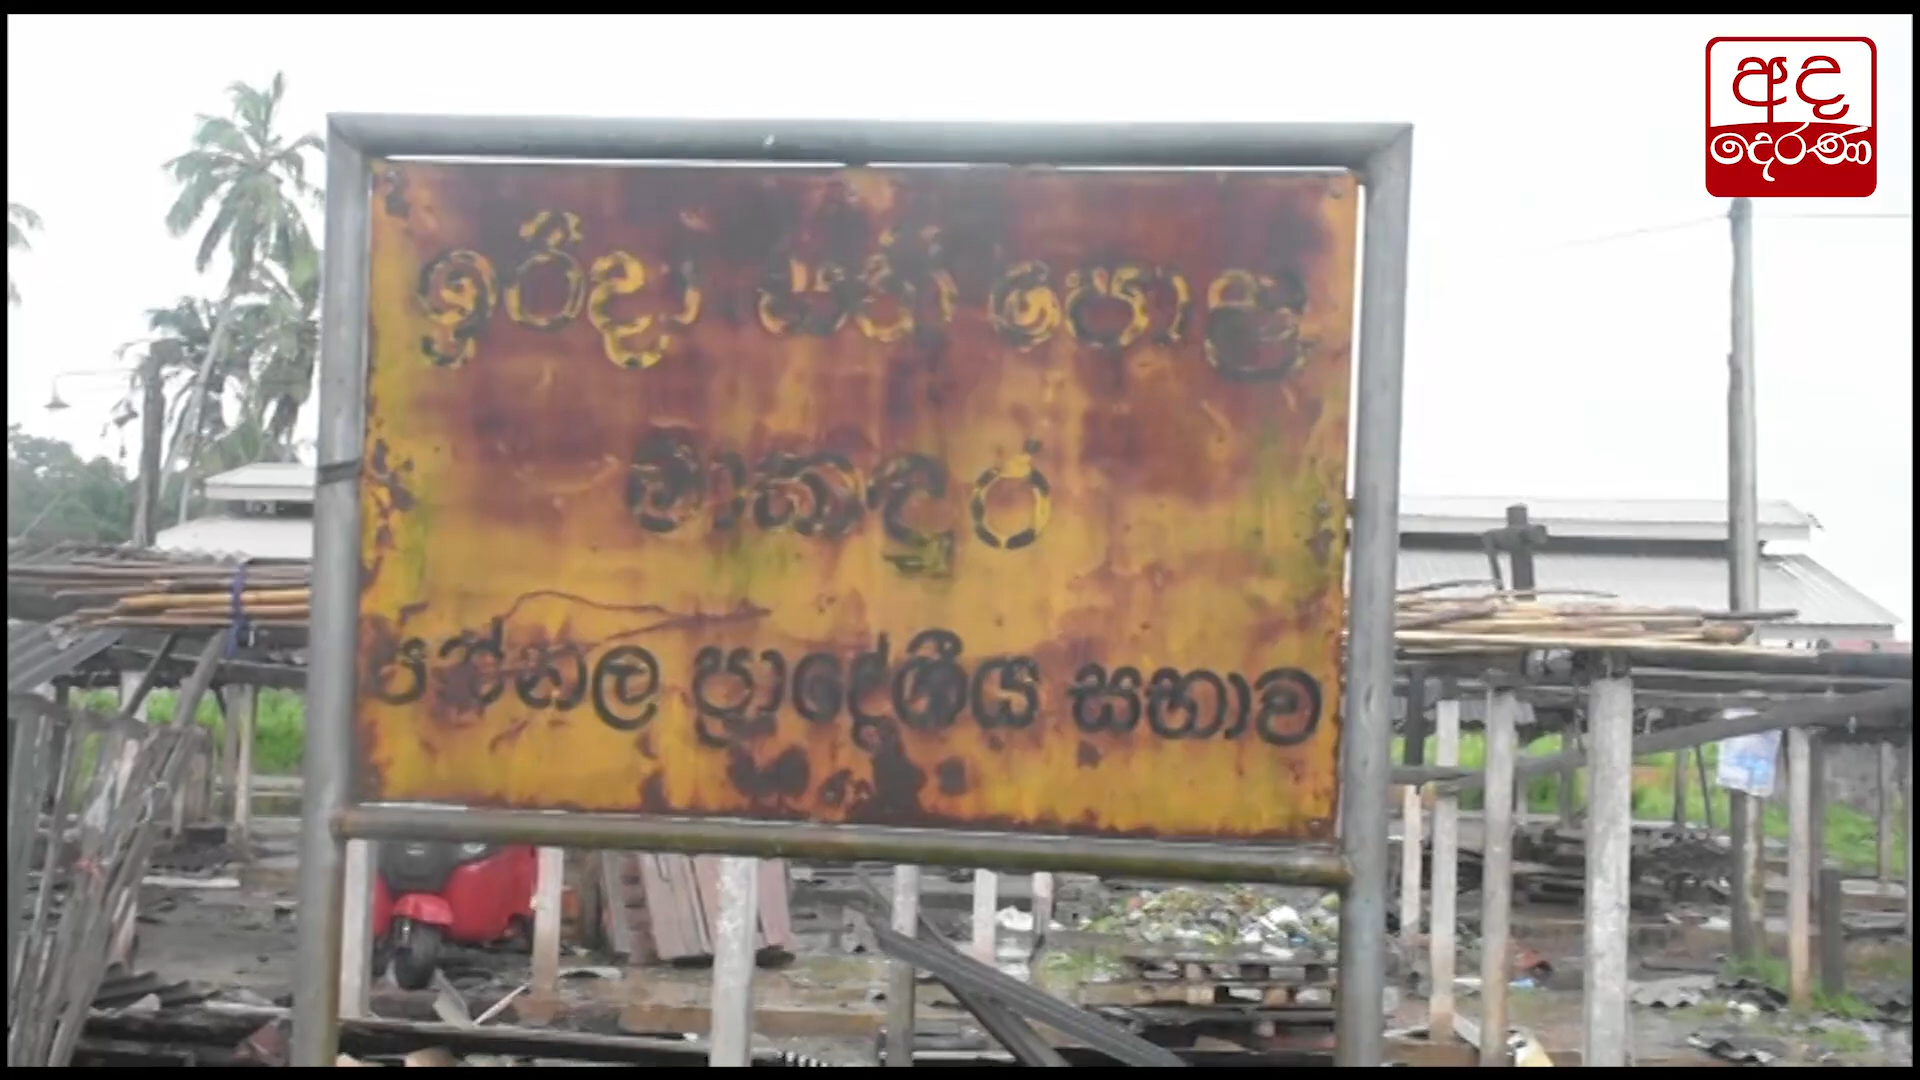 අද
දෙරණ
ඉරිදා සති පොළ
මාකඳුර
පන්නල ප්‍රාදේශීය සභාව